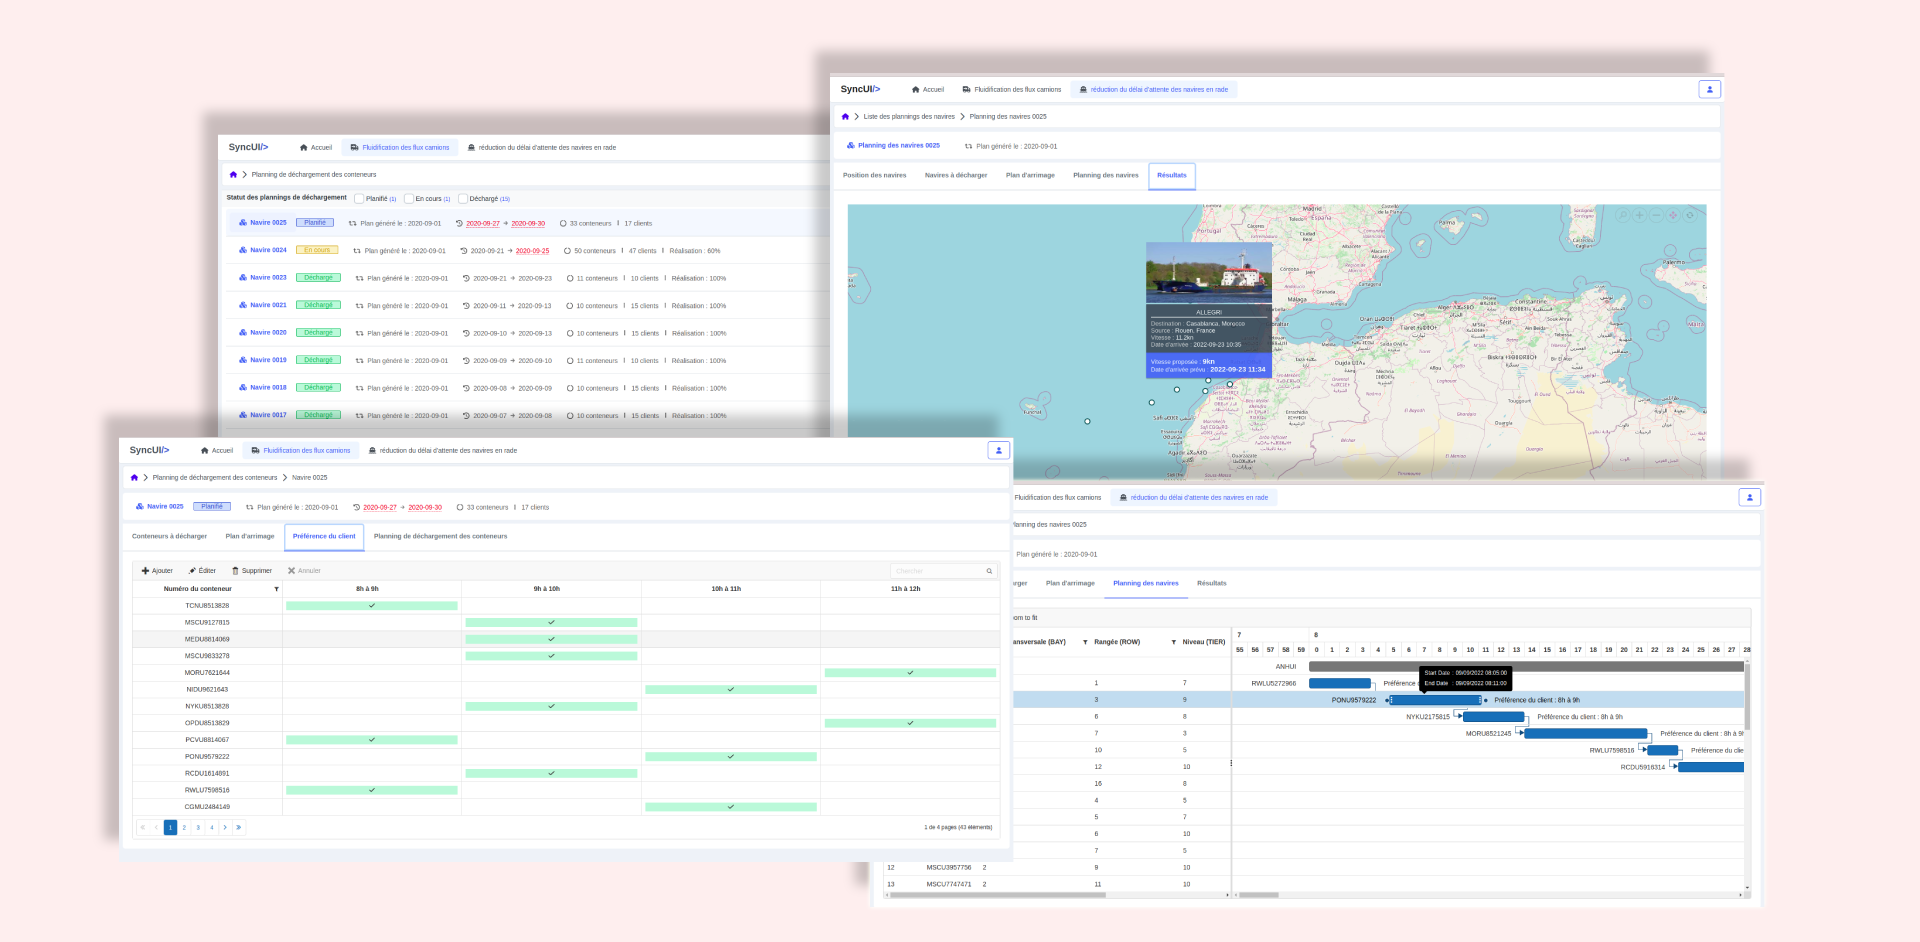 SyncUI/>
Accueil
Fluidification des flux camions
réduction du délai d'attente des navires en rade
Planning de déchargement des conteneurs
Statut des plannings de déchargement Planifié (1) En cours (1) Déchargé (15)
Navire 0025 Planifié Plan généré le : 2020-09-01 2020-09-27 → 2020-09-30 33 conteneurs I 17 clients
Navire 0024 En cours Plan généré le : 2020-09-01 2020-09-21 → 2020-09-25 50 conteneurs I 47 clients I Réalisation : 60%
Navire 0023 Déchargé Plan généré le : 2020-09-01 2020-09-21 → 2020-09-23 11 conteneurs I 10 clients I Réalisation : 100%
Navire 0021 Déchargé Plan généré le : 2020-09-01 2020-09-11 → 2020-09-13 10 conteneurs I 15 clients I Réalisation : 100%
Navire 0020 Déchargé Plan généré le : 2020-09-01 2020-09-10 → 2020-09-13 10 conteneurs I 15 clients I Réalisation : 100%
Navire 0019 Déchargé Plan généré le : 2020-09-01 2020-09-09 → 2020-09-10 11 conteneurs I 10 clients I Réalisation : 100%
Navire 0018 Déchargé Plan généré le : 2020-09-01 2020-09-08 → 2020-09-09 10 conteneurs I 15 clients I Réalisation : 100%
Navire 0017 Déchargé Plan généré le : 2020-09-01 2020-09-07 → 2020-09-08 10 conteneurs I 15 clients I Réalisation : 100%
SyncUI/>
Accueil
Fluidification des flux camions
réduction du délai d'attente des navires en rade
Liste des plannings des navires > Planning des navires 0025
Planning des navires 0025 Plan généré le : 2020-09-01
Position des navires Navires à décharger Plan d'arrimage Planning des navires Résultats
Madrid
España
Portugal
Palma
Palermo
Málaga
Granada
Cartagena
Constantine
Biskra
Ouargla
Touggourt
Funchal
Malta
ALLEGRI
Destination : Casablanca, Morocco
Source : Rouen, France
Vitesse : 11.2kn
Date d'arrivée : 2022-09-23 10:35
Vitesse proposée : 9kn
Date d'arrivée prévu : 2022-09-23 11:34
SyncUI/>
Accueil
Fluidification des flux camions
réduction du délai d'attente des navires en rade
Planning de déchargement des conteneurs > Navire 0025
Navire 0025 Planifié Plan généré le : 2020-09-01 2020-09-27 → 2020-09-30 33 conteneurs I 17 clients
Conteneurs à décharger Plan d'arrimage Préférence du client Planning de déchargement des conteneurs
Ajouter Éditer Supprimer Annuler Chercher
Numéro du conteneur 8h à 9h 9h à 10h 10h à 11h 11h à 12h
TCNU8513828
MSCU9127815
MEDU8814069
MSCU9833278
MORU7621644
NIDU9621643
NYKU8513828
OPDU8513829
PCVU8814067
PONU9579222
RCDU1614891
RWLU7598516
CGMU2484149
1 2 3 4
1 de 4 pages (43 éléments)
Fluidification des flux camions
réduction du délai d'attente des navires en rade
Planning des navires 0025
Plan généré le : 2020-09-01
rger Plan d'arrimage Planning des navires Résultats
om to fit
ansversale (BAY) Rangée (ROW) Niveau (TIER)
7 8
55 56 57 58 59 0 1 2 3 4 5 6 7 8 9 10 11 12 13 14 15 16 17 18 19 20 21 22 23 24 25 26 27 28
ANHUI
Start Date : 09/09/2022 08:05:00
End Date : 09/09/2022 08:11:00
1 7 RWLU5272966 Préférence
3 9 PONU9579222 Préférence du client : 8h à 9h
6 8 NYKU2175815 Préférence du client : 8h à 9h
7 3 MORU8521245 Préférence du client : 8h à 9h
10 5 RWLU7598516 Préférence du clie
12 10 RCDU5916314
16 8
4 5
5 7
6 10
7 5
12 MSCU3957756 2 9 10
13 MSCU7747471 2 11 10